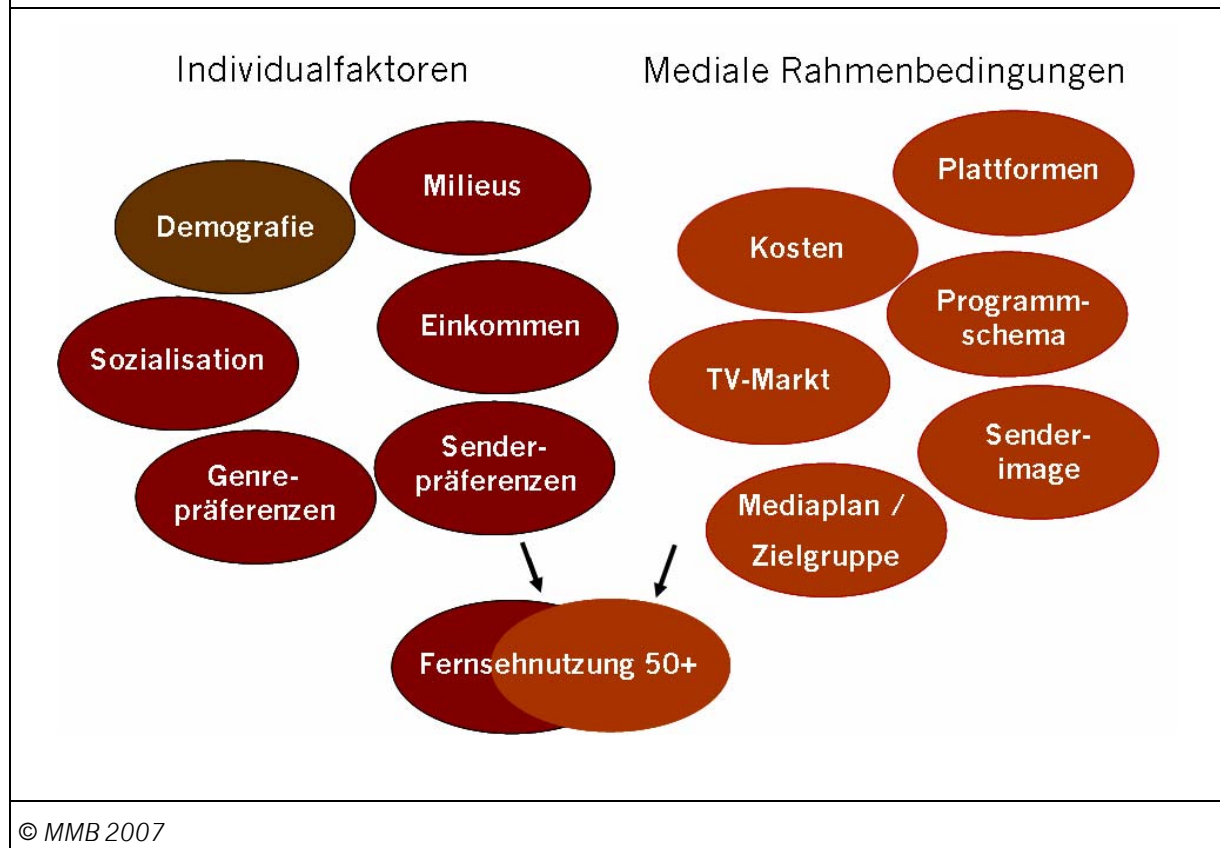 Individualfaktoren
Mediale Rahmenbedingungen
Milieus
Demografie
Einkommen
Sozialisation
Sender-
präferenzen
Genre-
präferenzen
Plattformen
Kosten
Programm-
schema
TV-Markt
Sender-
image
Mediaplan /
Zielgruppe
Fernsehnutzung 50+
© MMB 2007